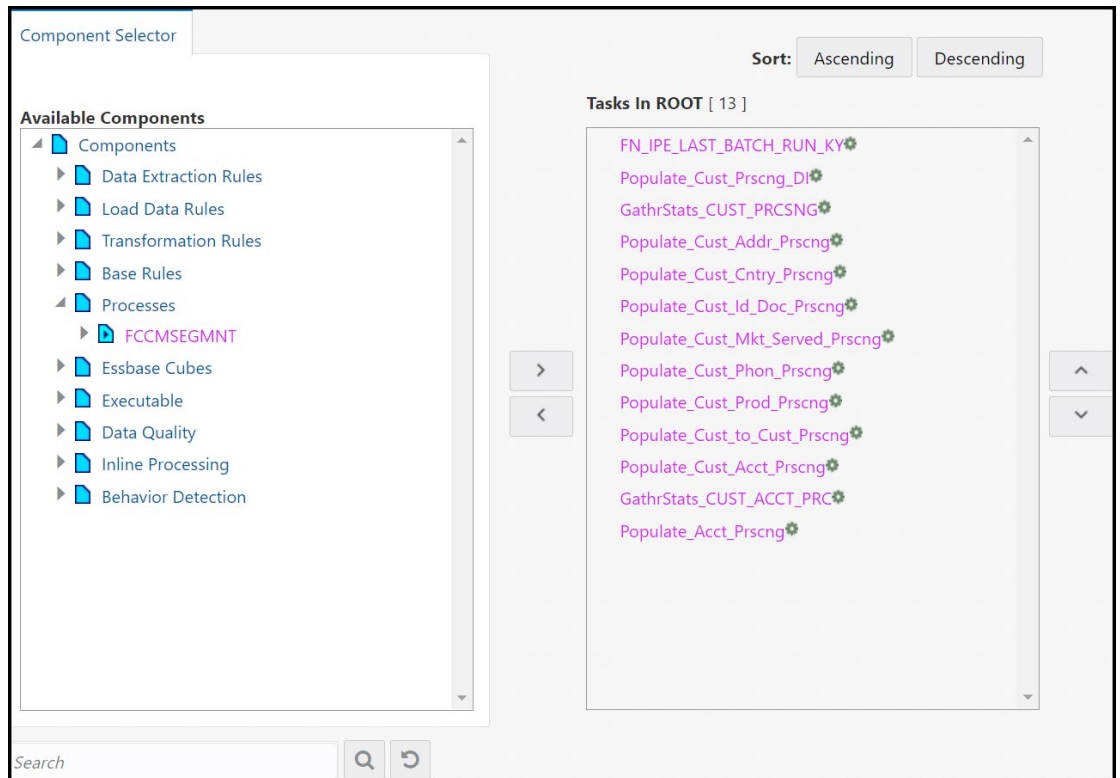 Component Selector
Sort: Ascending Descending
Available Components
Components
Data Extraction Rules
Load Data Rules
Transformation Rules
Base Rules
Processes
FCCMSEGMNT
Essbase Cubes
Executable
Data Quality
Inline Processing
Behavior Detection
Search
Tasks In ROOT [ 13 ]
FN_IPE_LAST_BATCH_RUN_KY
Populate_Cust_Prscng_DI
GathrStats_CUST_PRCSNG
Populate_Cust_Addr_Prscng
Populate_Cust_Cntry_Prscng
Populate_Cust_Id_Doc_Prscng
Populate_Cust_Mkt_Served_Prscng
Populate_Cust_Phon_Prscng
Populate_Cust_Prod_Prscng
Populate_Cust_to_Cust_Prscng
Populate_Cust_Acct_Prscng
GathrStats_CUST_ACCT_PRC
Populate_Acct_Prscng